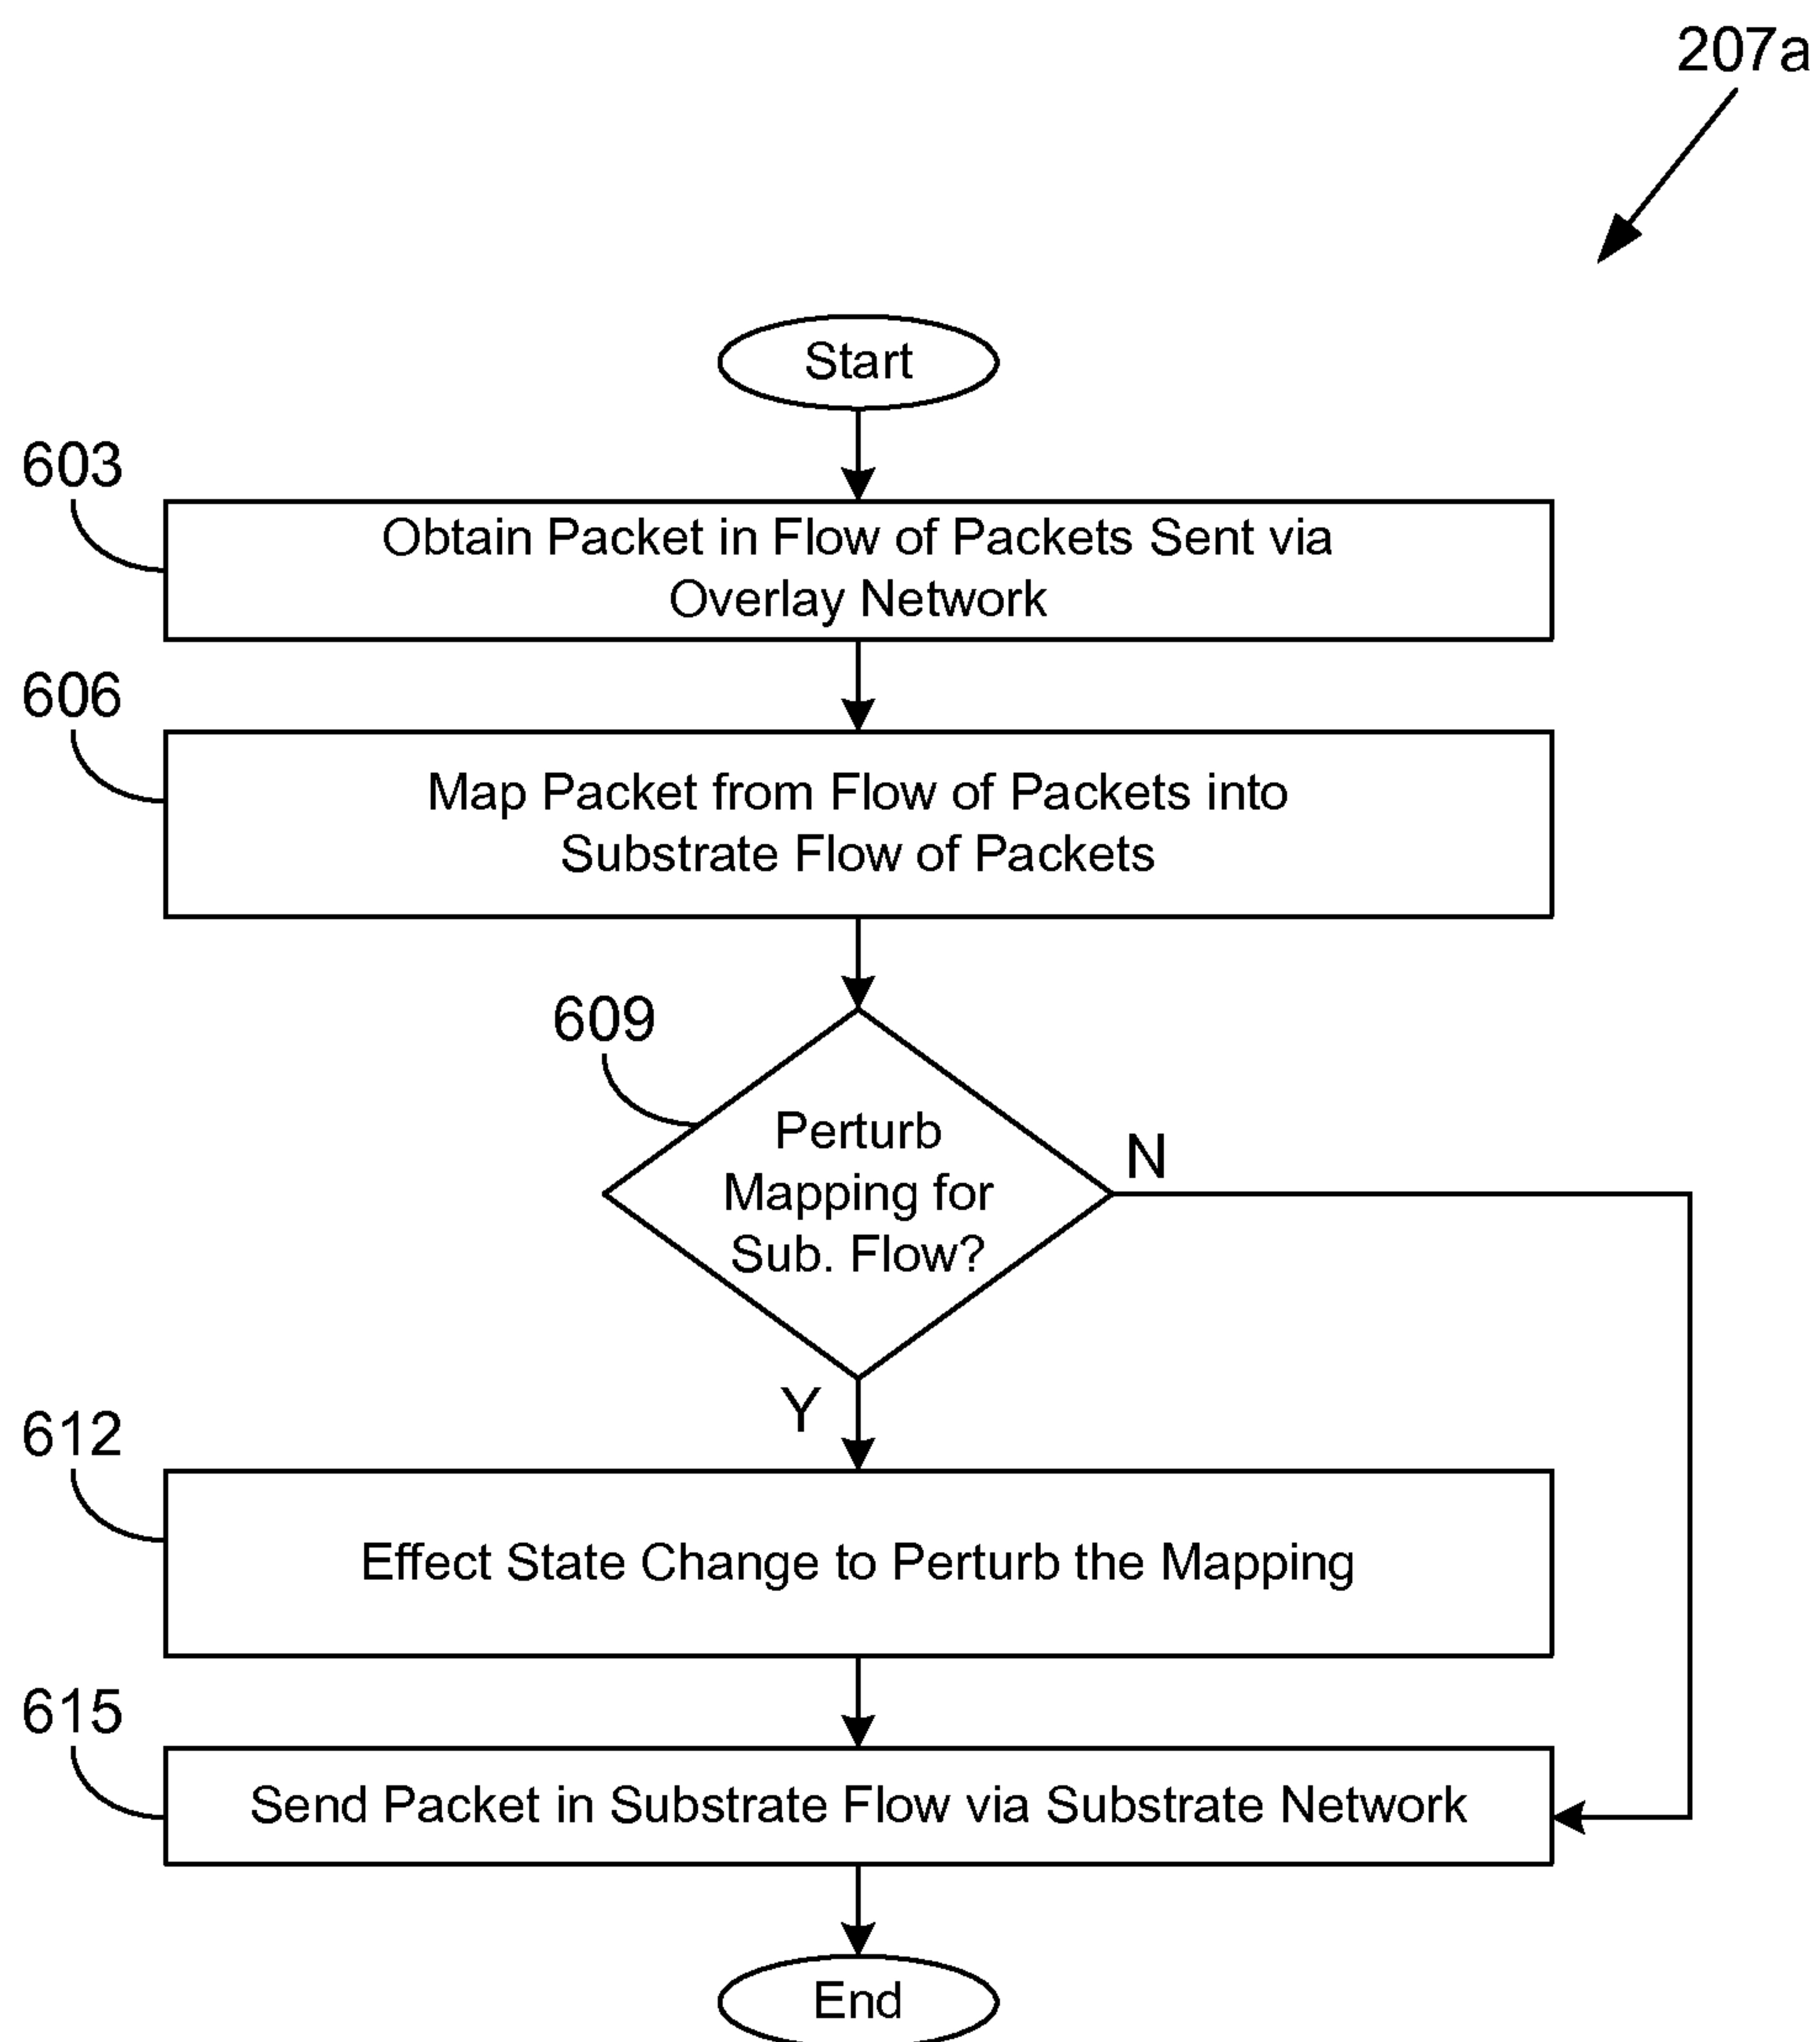 207a
Start
603
Obtain Packet in Flow of Packets Sent via
Overlay Network
606
Map Packet from Flow of Packets into
Substrate Flow of Packets
609
Perturb
Mapping for
Sub. Flow?
N
Y
612
Effect State Change to Perturb the Mapping
615
Send Packet in Substrate Flow via Substrate Network
End